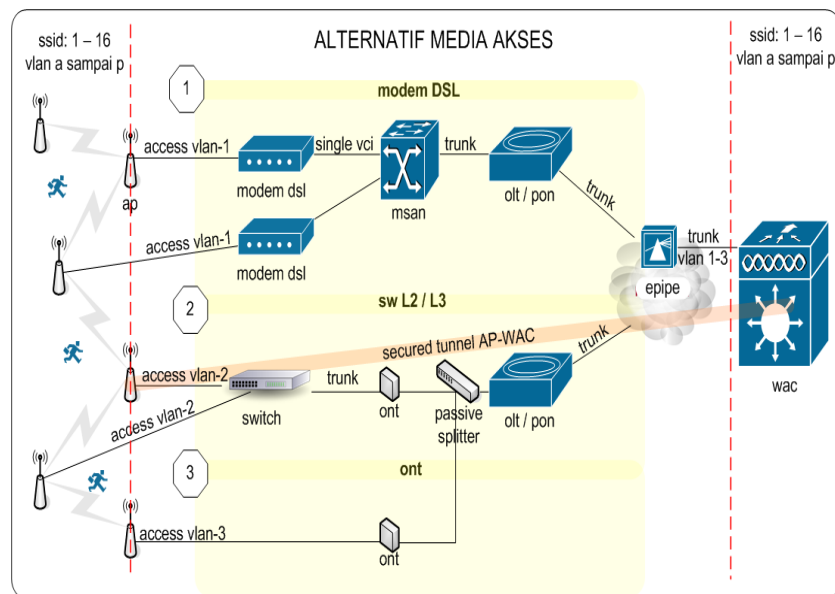 ssid: 1 – 16
vlan a sampai p
ALTERNATIF MEDIA AKSES
ssid: 1 – 16
vlan a sampai p
1
modem DSL
access vlan-1
single vci
trunk
modem dsl
msan
olt / pon
ap
trunk
access vlan-1
modem dsl
trunk
vlan 1-3
epipe
2
sw L2 / L3
secured tunnel AP-WAC
trunk
access vlan-2
trunk
wac
access vlan-2
switch
ont
passive
splitter
olt / pon
3
ont
access vlan-3
ont